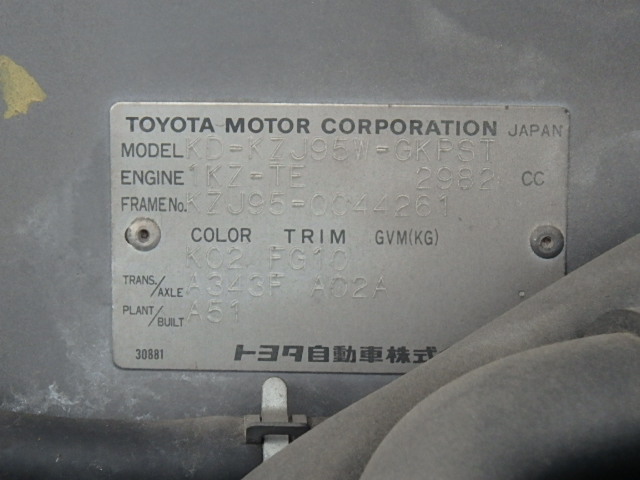 TOYOTA MOTOR CORPORATION JAPAN
MODEL KD-KZJ95W-GKPST
ENGINE 1KZ-TE 2982 CC
FRAME No. KZJ95-0044261
COLOR TRIM GVM(KG)
K02 FG10
TRANS./AXLE A343F A02A
PLANT/BUILT A51
30881 トヨタ自動車株式